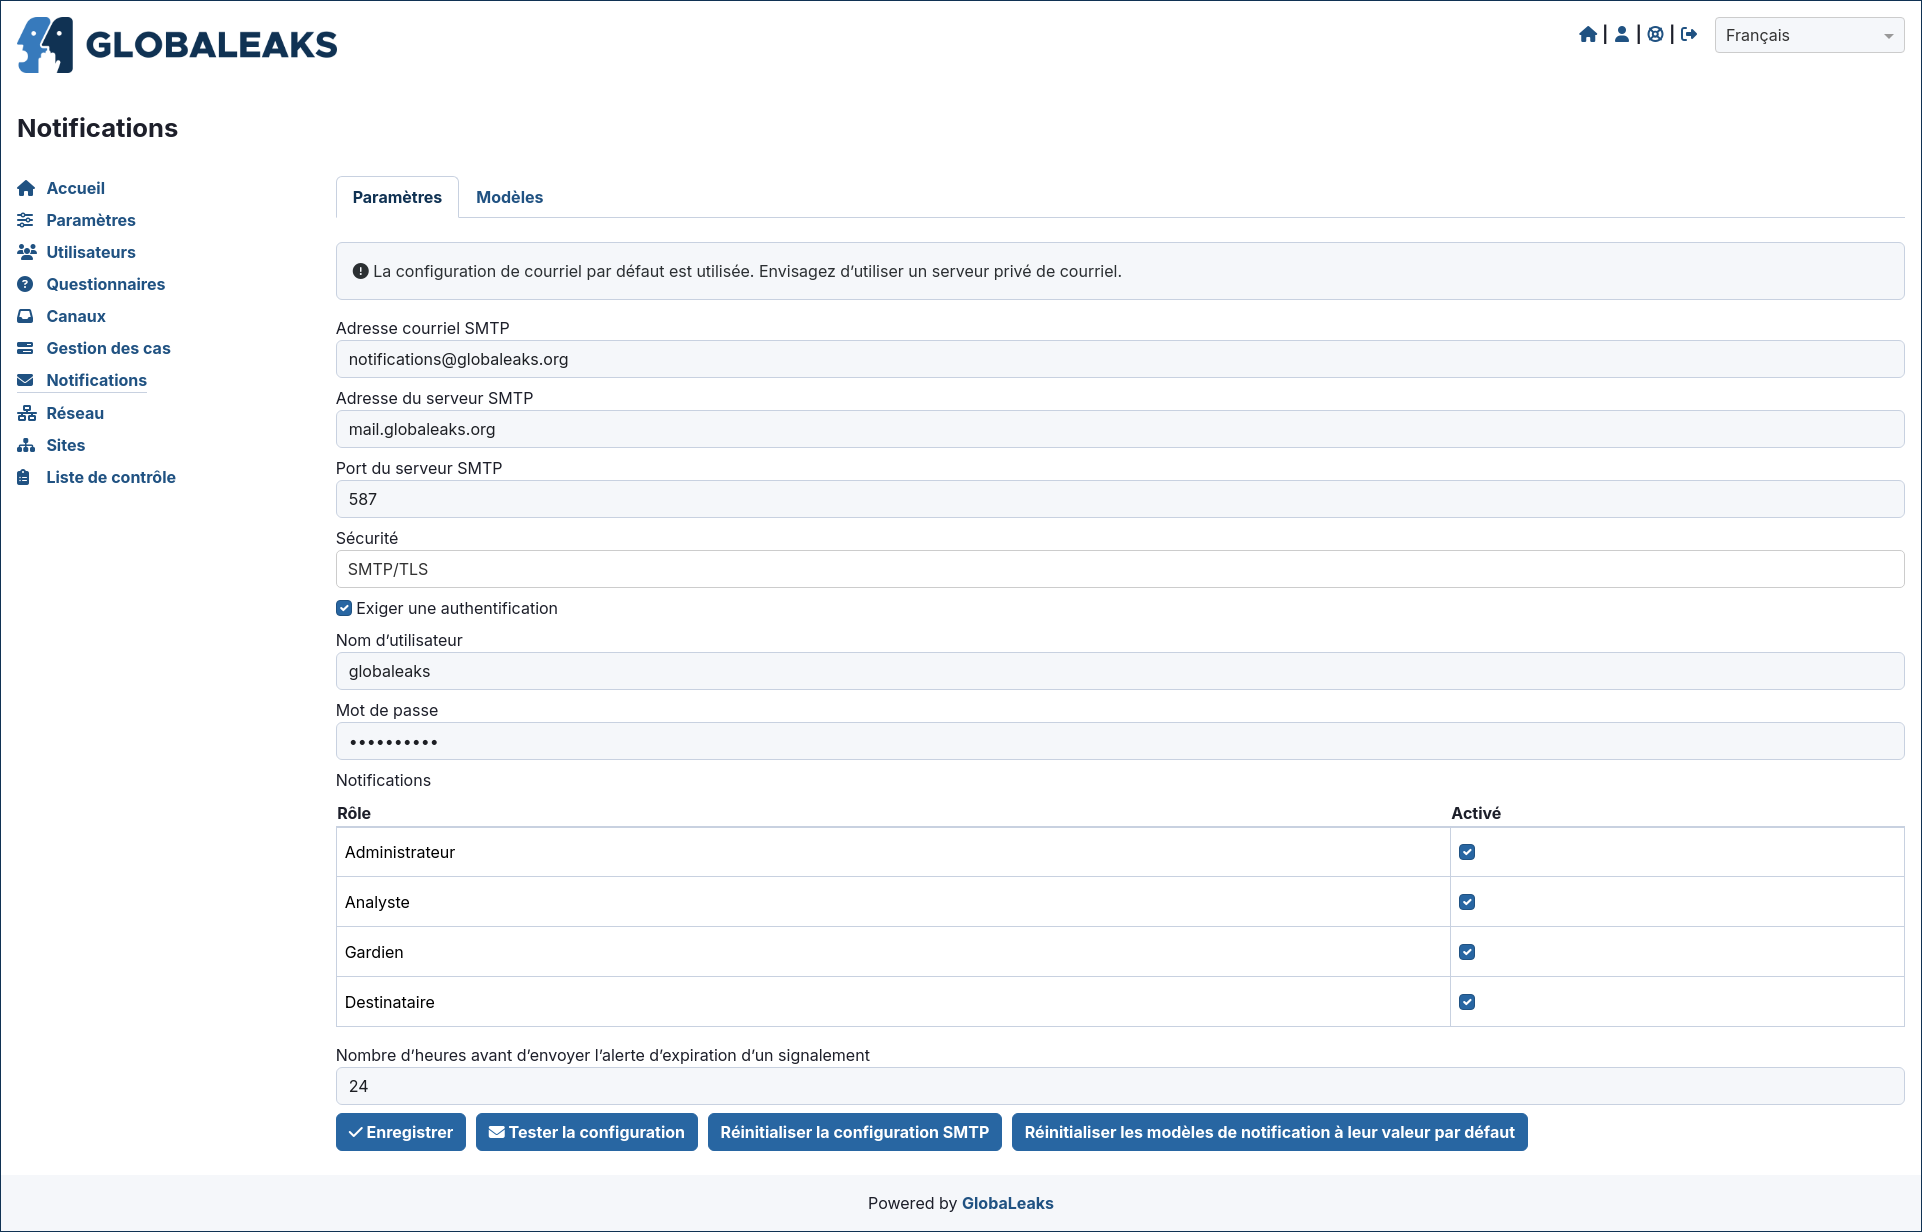 GLOBALEAKS
Français
Notifications
Accueil
Paramètres
Utilisateurs
Questionnaires
Canaux
Gestion des cas
Notifications
Réseau
Sites
Liste de contrôle
Paramètres
Modèles
La configuration de courriel par défaut est utilisée. Envisagez d’utiliser un serveur privé de courriel.
Adresse courriel SMTP
notifications@globaleaks.org
Adresse du serveur SMTP
mail.globaleaks.org
Port du serveur SMTP
587
Sécurité
SMTP/TLS
Exiger une authentification
Nom d’utilisateur
globaleaks
Mot de passe
••••••••••
Notifications
Rôle Activé
Administrateur
Analyste
Gardien
Destinataire
Nombre d’heures avant d’envoyer l’alerte d’expiration d’un signalement
24
Enregistrer
Tester la configuration
Réinitialiser la configuration SMTP
Réinitialiser les modèles de notification à leur valeur par défaut
Powered by GlobaLeaks